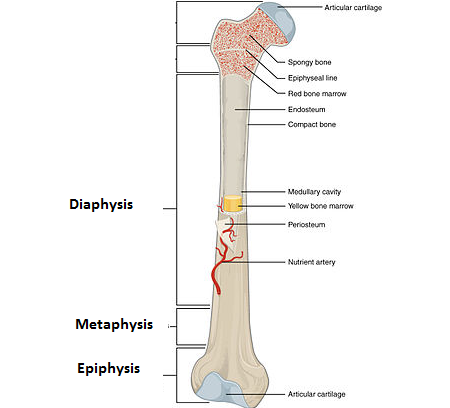 Articular cartilage
Spongy bone
Epiphyseal line
Red bone marrow
Endosteum
Compact bone
Medullary cavity
Diaphysis
Yellow bone marrow
Periosteum
Nutrient artery
Metaphysis
Epiphysis
Articular cartilage